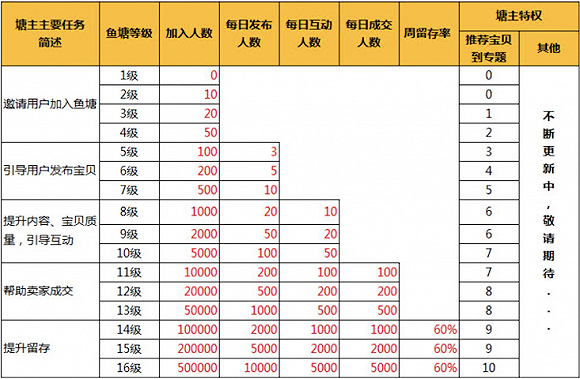 塘主主要任务简述 鱼塘等级 加入人数 每日发布人数 每日互动人数 每日成交人数 周留存率 塘主特权
推荐宝贝到专题 其他
邀请用户加入鱼塘
1级 0 0
2级 10 0
3级 20 1
4级 50 2
引导用户发布宝贝
5级 100 3 3
6级 200 5 4
7级 500 10 5
提升内容、宝贝质量，引导互动
8级 1000 20 10 6
9级 2000 50 20 6
10级 5000 100 50 7
帮助卖家成交
11级 10000 200 100 100 7
12级 20000 500 200 200 8
13级 50000 1000 500 500 8
提升留存
14级 100000 2000 1000 1000 60% 9
15级 200000 5000 2000 2000 60% 9
16级 500000 10000 5000 5000 60% 10
不断更新中，敬请期待...